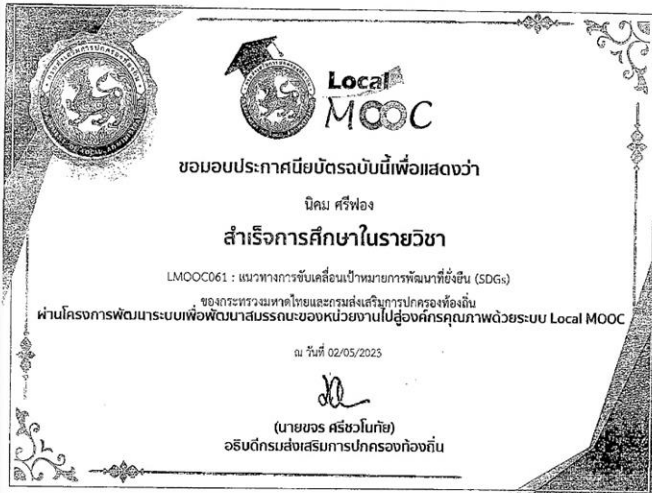 Local
MOOC
ขอมอบประกาศนียบัตรฉบับนี้เพื่อแสดงว่า
นิคม ศรีฟอง
สำเร็จการศึกษาในรายวิชา
LMOOC061 : แนวทางการขับเคลื่อนเป้าหมายการพัฒนาที่ยั่งยืน (SDGs)
ของกระทรวงมหาดไทยและกรมส่งเสริมการปกครองท้องถิ่น
ผ่านโครงการพัฒนาระบบเพื่อพัฒนาสมรรถนะของหน่วยงานไปสู่องค์กรคุณภาพด้วยระบบ Local MOOC
ณ วันที่ 02/05/2023
(นายขจร ศรีชวโนทัย)
อธิบดีกรมส่งเสริมการปกครองท้องถิ่น